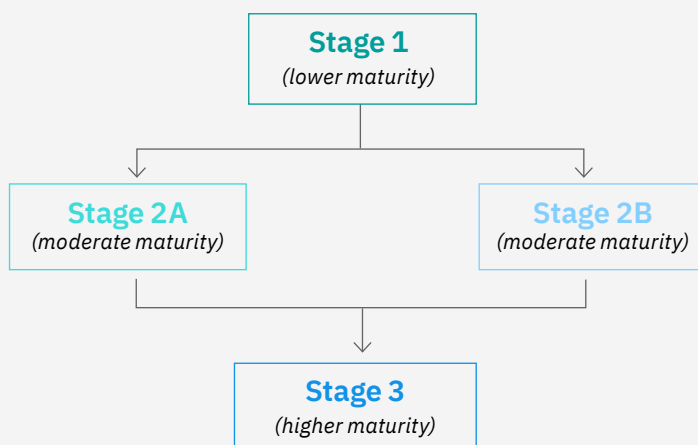 Stage 1
(lower maturity)
Stage 2A
(moderate maturity)
Stage 2B
(moderate maturity)
Stage 3
(higher maturity)